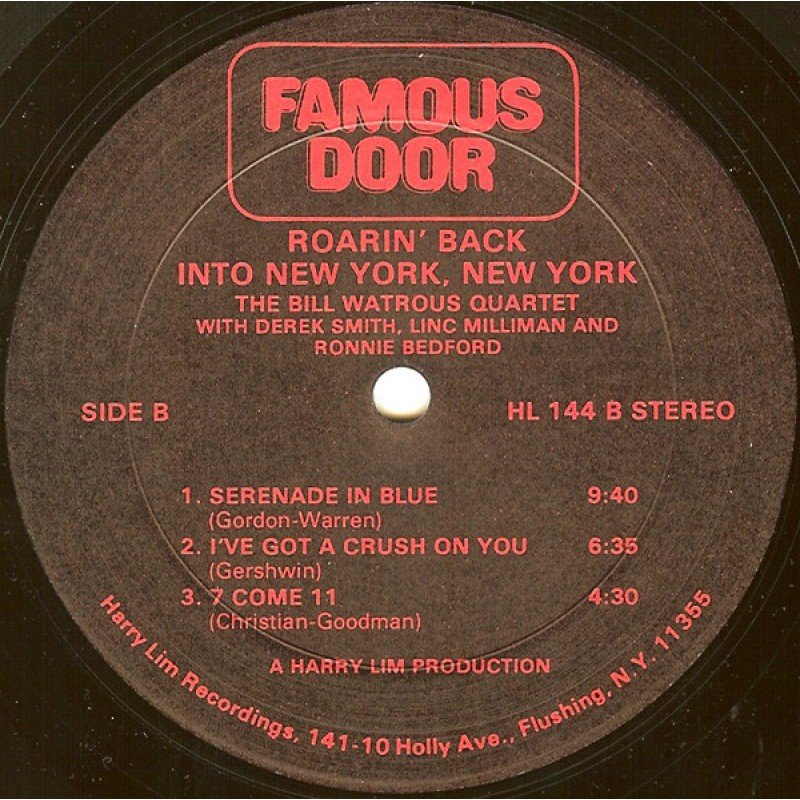 FAMOUS
DOOR
ROARIN' BACK
INTO NEW YORK, NEW YORK
THE BILL WATROUS QUARTET
WITH DEREK SMITH, LINC MILLIMAN AND
RONNIE BEDFORD
SIDE B
HL 144 B STEREO
1. SERENADE IN BLUE 9:40
(Gordon-Warren)
2. I'VE GOT A CRUSH ON YOU 6:35
(Gershwin)
3. 7 COME 11 4:30
(Christian-Goodman)
A HARRY LIM PRODUCTION
Harry Lim Recordings, 141-10 Holly Ave., Flushing, N.Y. 11355